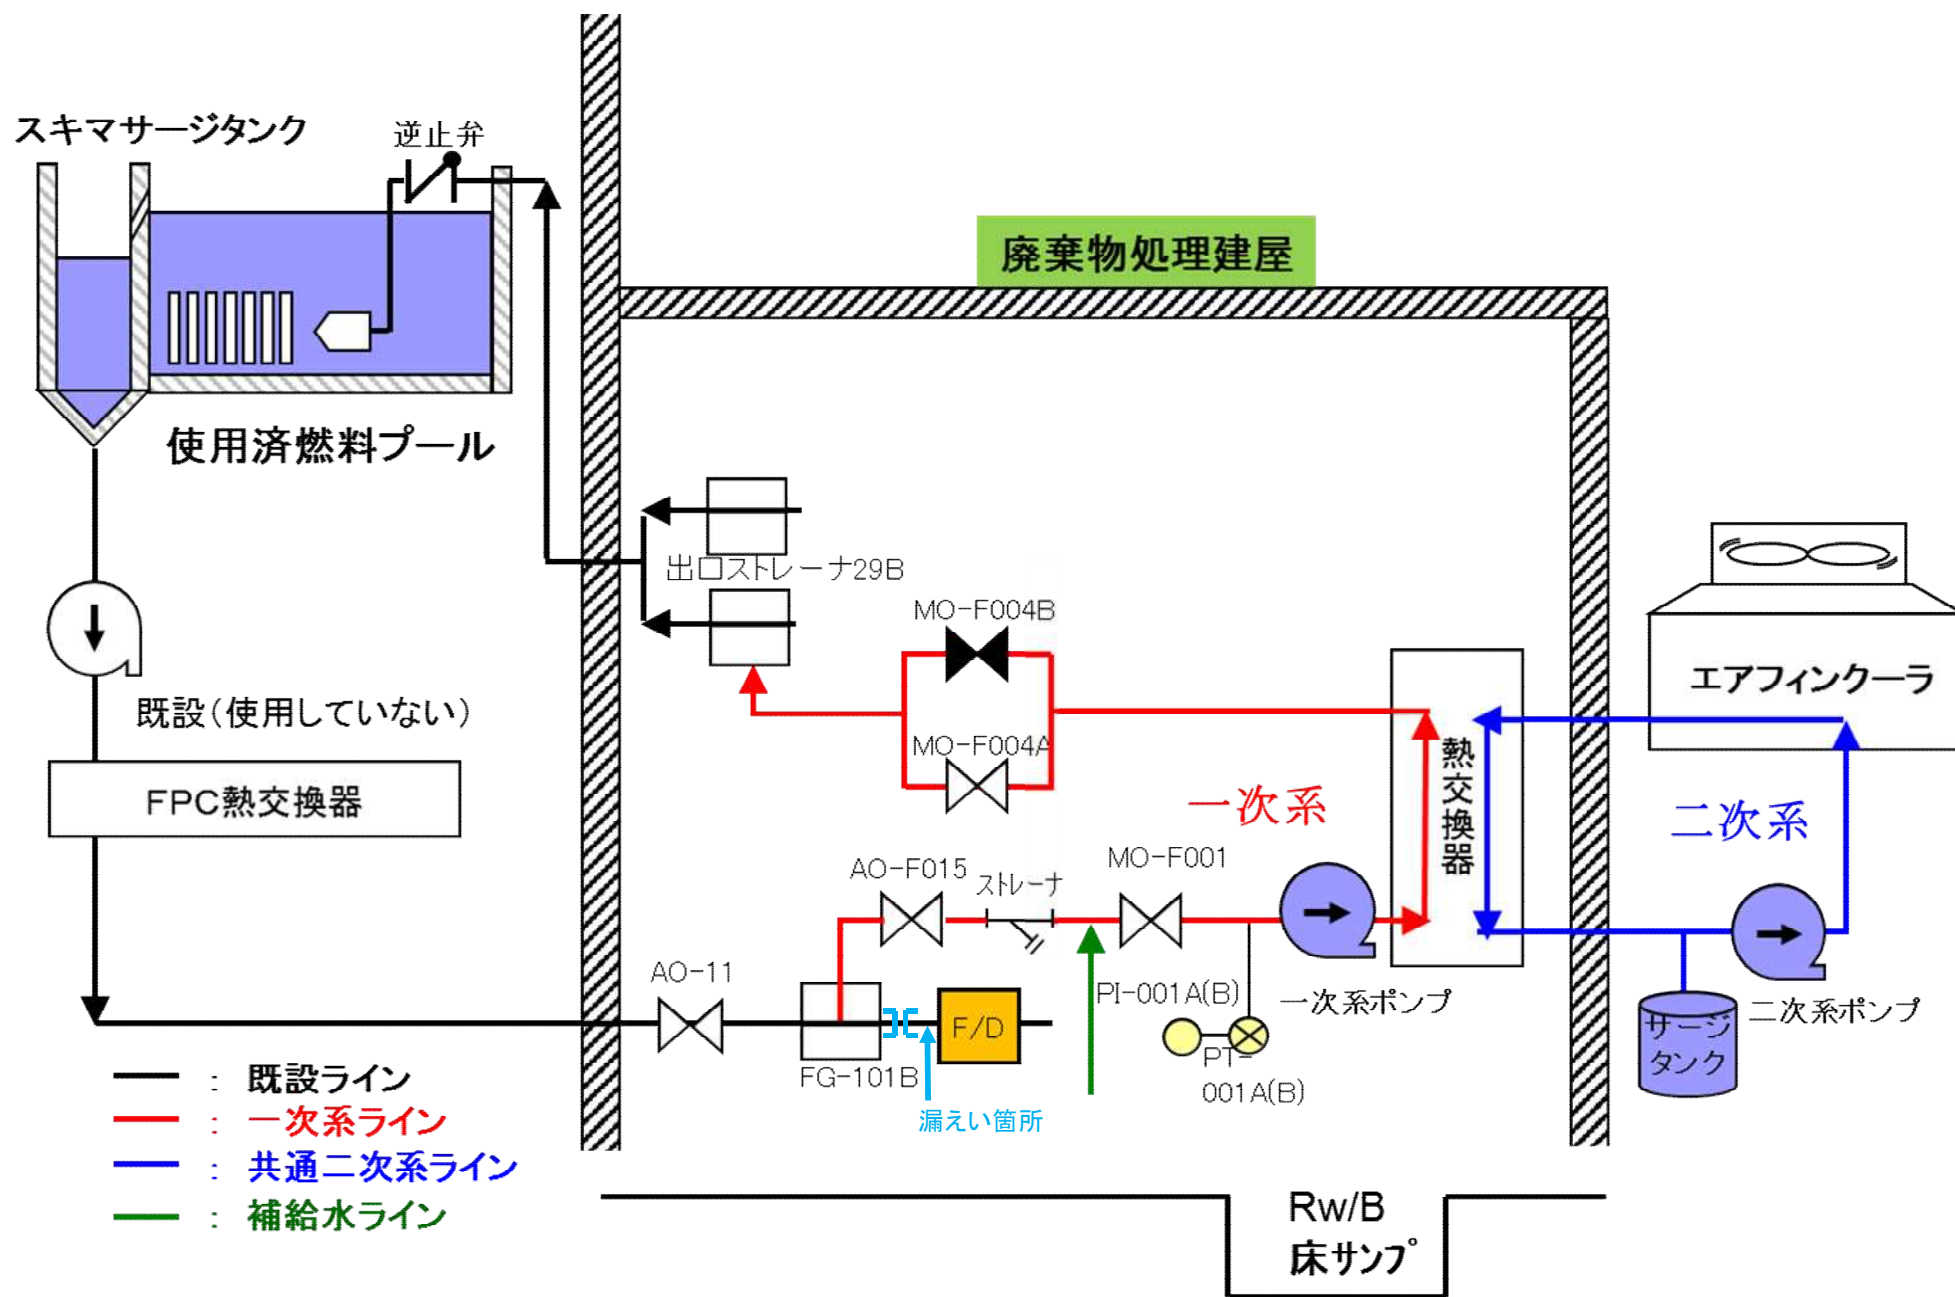 スキマサージタンク
逆止弁
廃棄物処理建屋
使用済燃料プール
出口ストレーナ29B
MO-F004B
エアフィンクーラ
既設(使用していない)
MO-F004A
熱交換器
FPC熱交換器
一次系
二次系
AO-F015
ストレーナ
MO-F001
AO-11
PI-001A(B)
一次系ポンプ
二次系ポンプ
サージ
タンク
F/D
FG-101B
PT-
001A(B)
漏えい箇所
: 既設ライン
: 一次系ライン
: 共通二次系ライン
: 補給水ライン
Rw/B
床サンプ